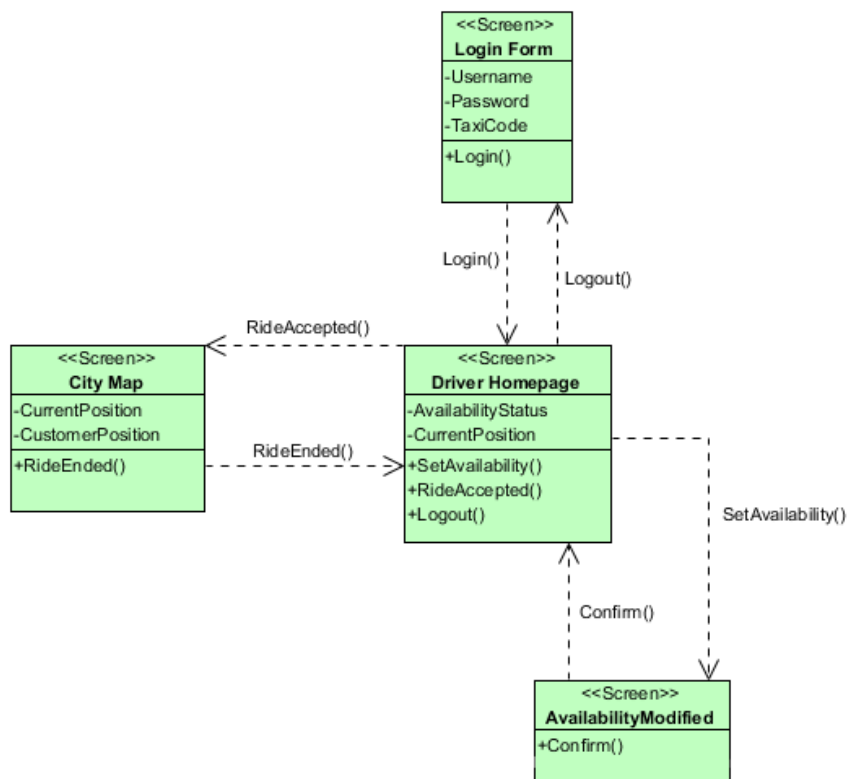 <<Screen>>
Login Form
-Username
-Password
-TaxiCode
+Login()
Login()
Logout()
RideAccepted()
<<Screen>>
City Map
-CurrentPosition
-CustomerPosition
+RideEnded()
RideEnded()
<<Screen>>
Driver Homepage
-AvailabilityStatus
-CurrentPosition
+SetAvailability()
+RideAccepted()
+Logout()
SetAvailability()
Confirm()
<<Screen>>
AvailabilityModified
+Confirm()